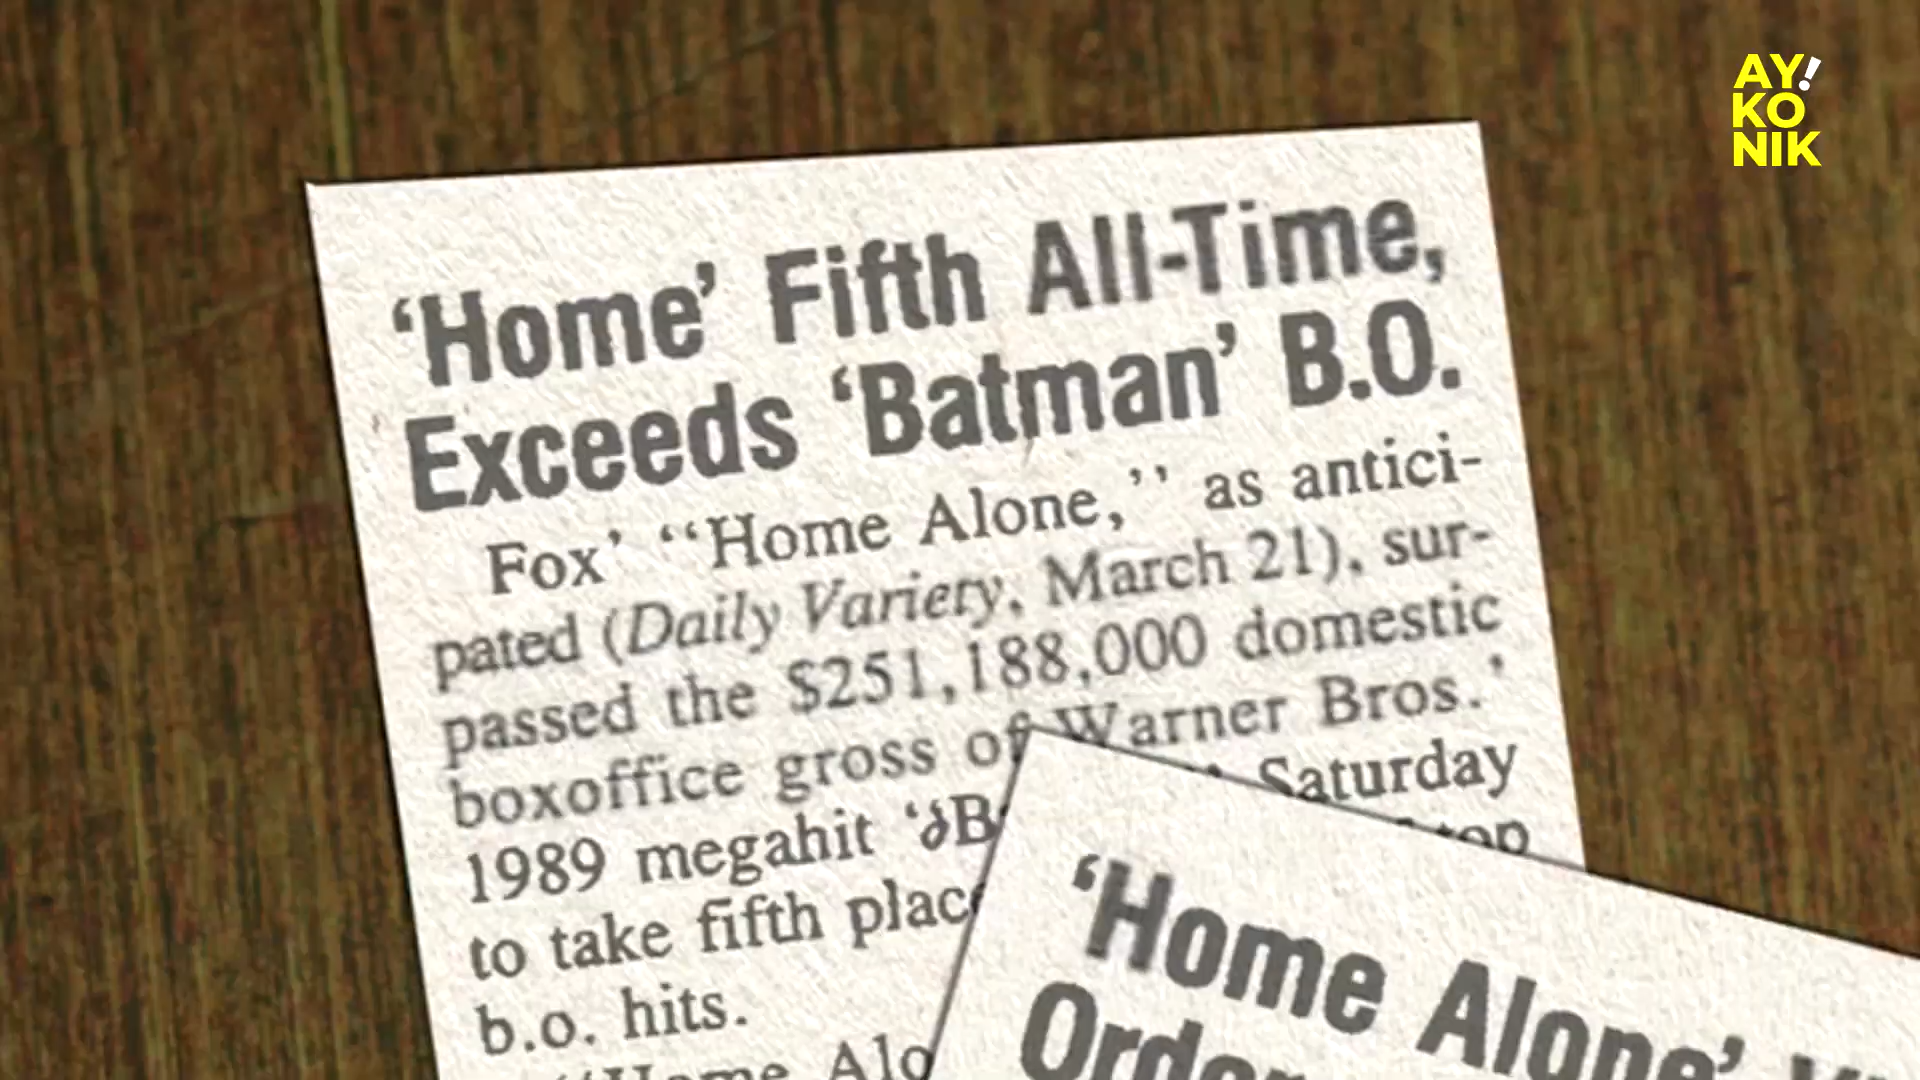 AY!
KO
NIK
‘Home’ Fifth All-Time,
Exceeds ‘Batman’ B.O.
Fox’ “Home Alone,’’ as antici-
pated (Daily Variety, March 21), sur-
passed the $251,188,000 domestic
boxoffice gross of Warner Bros.’
1989 megahit Saturday
to take fifth
b.o. hits.
‘Home Alone’